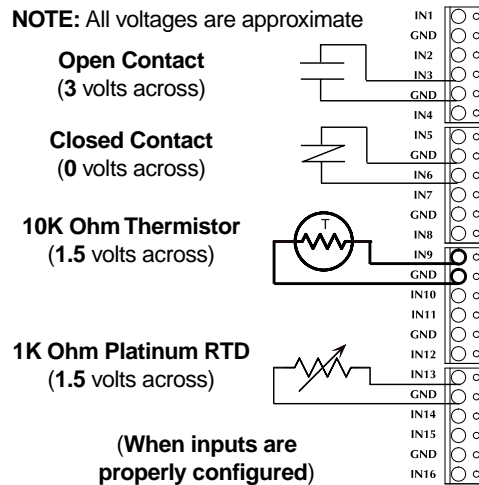 NOTE: All voltages are approximate
Open Contact
(3 volts across)
Closed Contact
(0 volts across)
10K Ohm Thermistor
(1.5 volts across)
T
1K Ohm Platinum RTD
(1.5 volts across)
(When inputs are
properly configured)
IN1
GND
IN2
IN3
GND
IN4
IN5
GND
IN6
IN7
GND
IN8
IN9
GND
IN10
IN11
GND
IN12
IN13
GND
IN14
IN15
GND
IN16